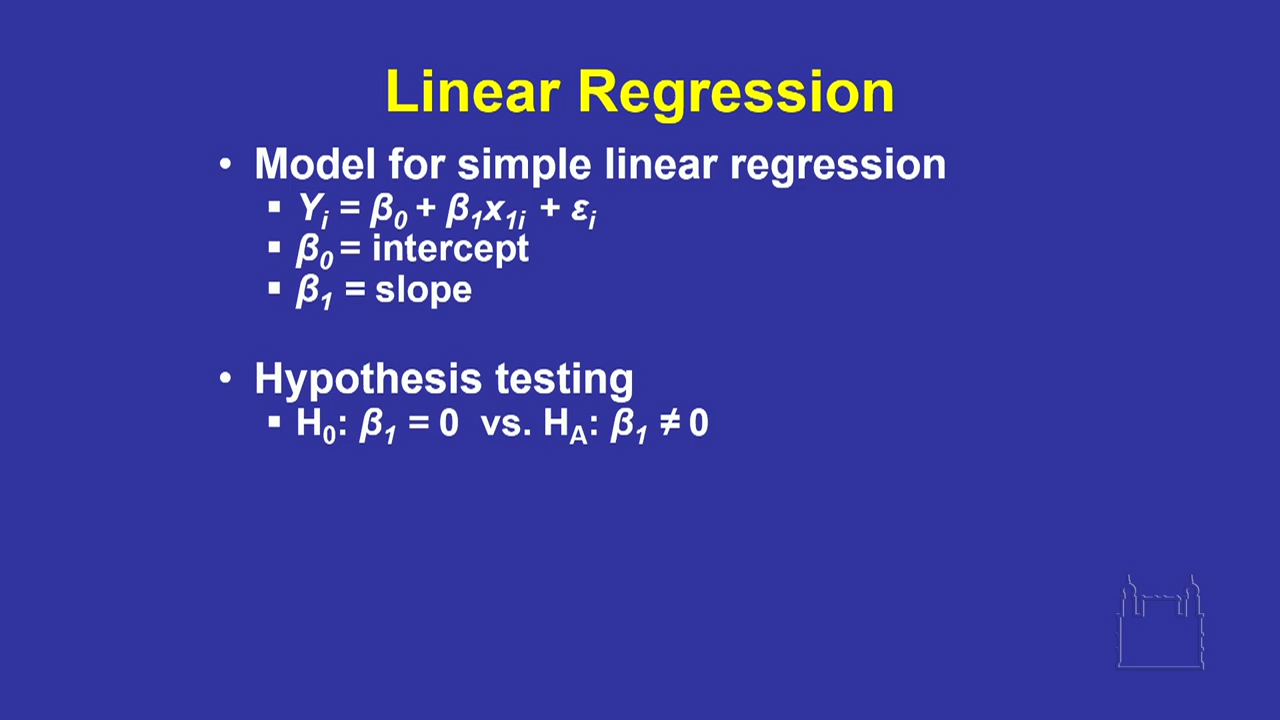 Linear Regression
• Model for simple linear regression
▪ Yᵢ = β₀ + β₁x₁ᵢ + εᵢ
▪ β₀ = intercept
▪ β₁ = slope
• Hypothesis testing
▪ H₀: β₁ = 0 vs. H_A: β₁ ≠ 0